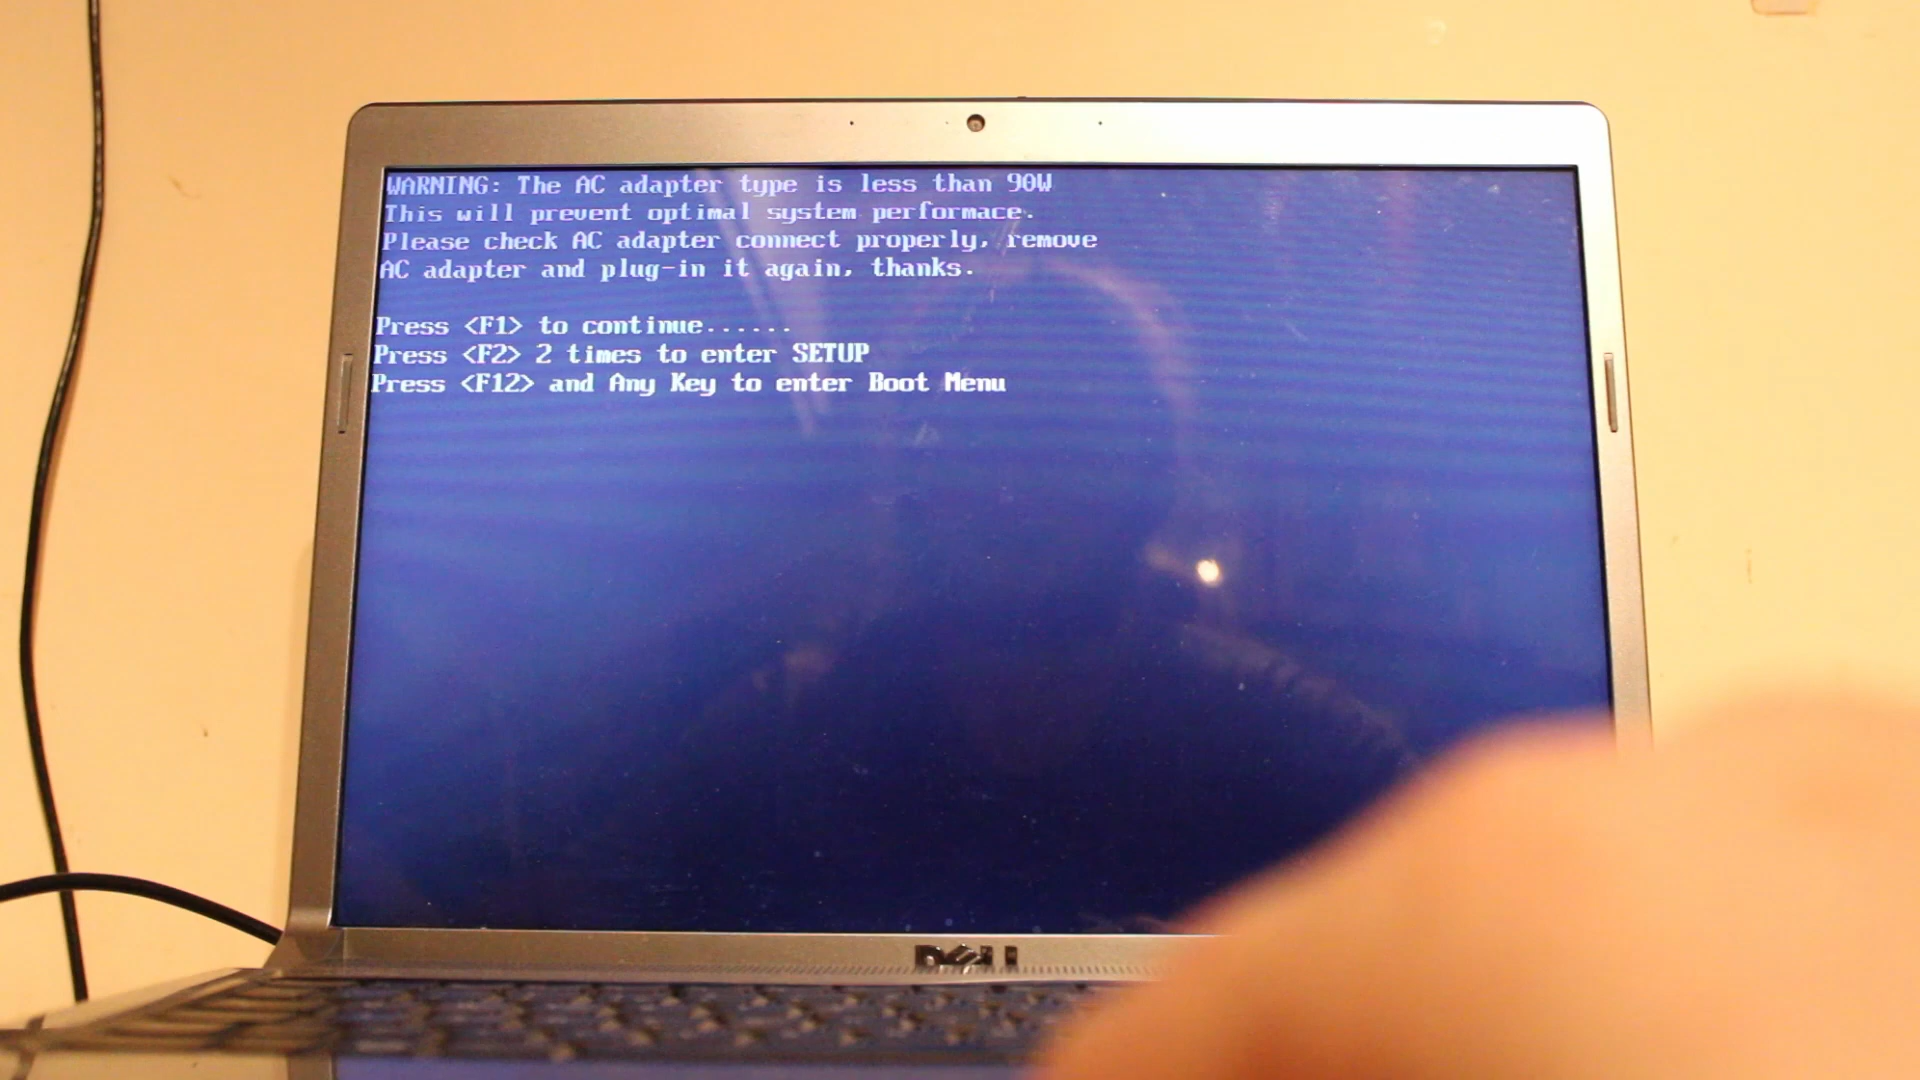 WARNING: The AC adapter type is less than 90W
This will prevent optimal system performace.
Please check AC adapter connect properly, remove
AC adapter and plug-in it again, thanks.
Press <F1> to continue......
Press <F2> 2 times to enter SETUP
Press <F12> and Any Key to enter Boot Menu
DELL